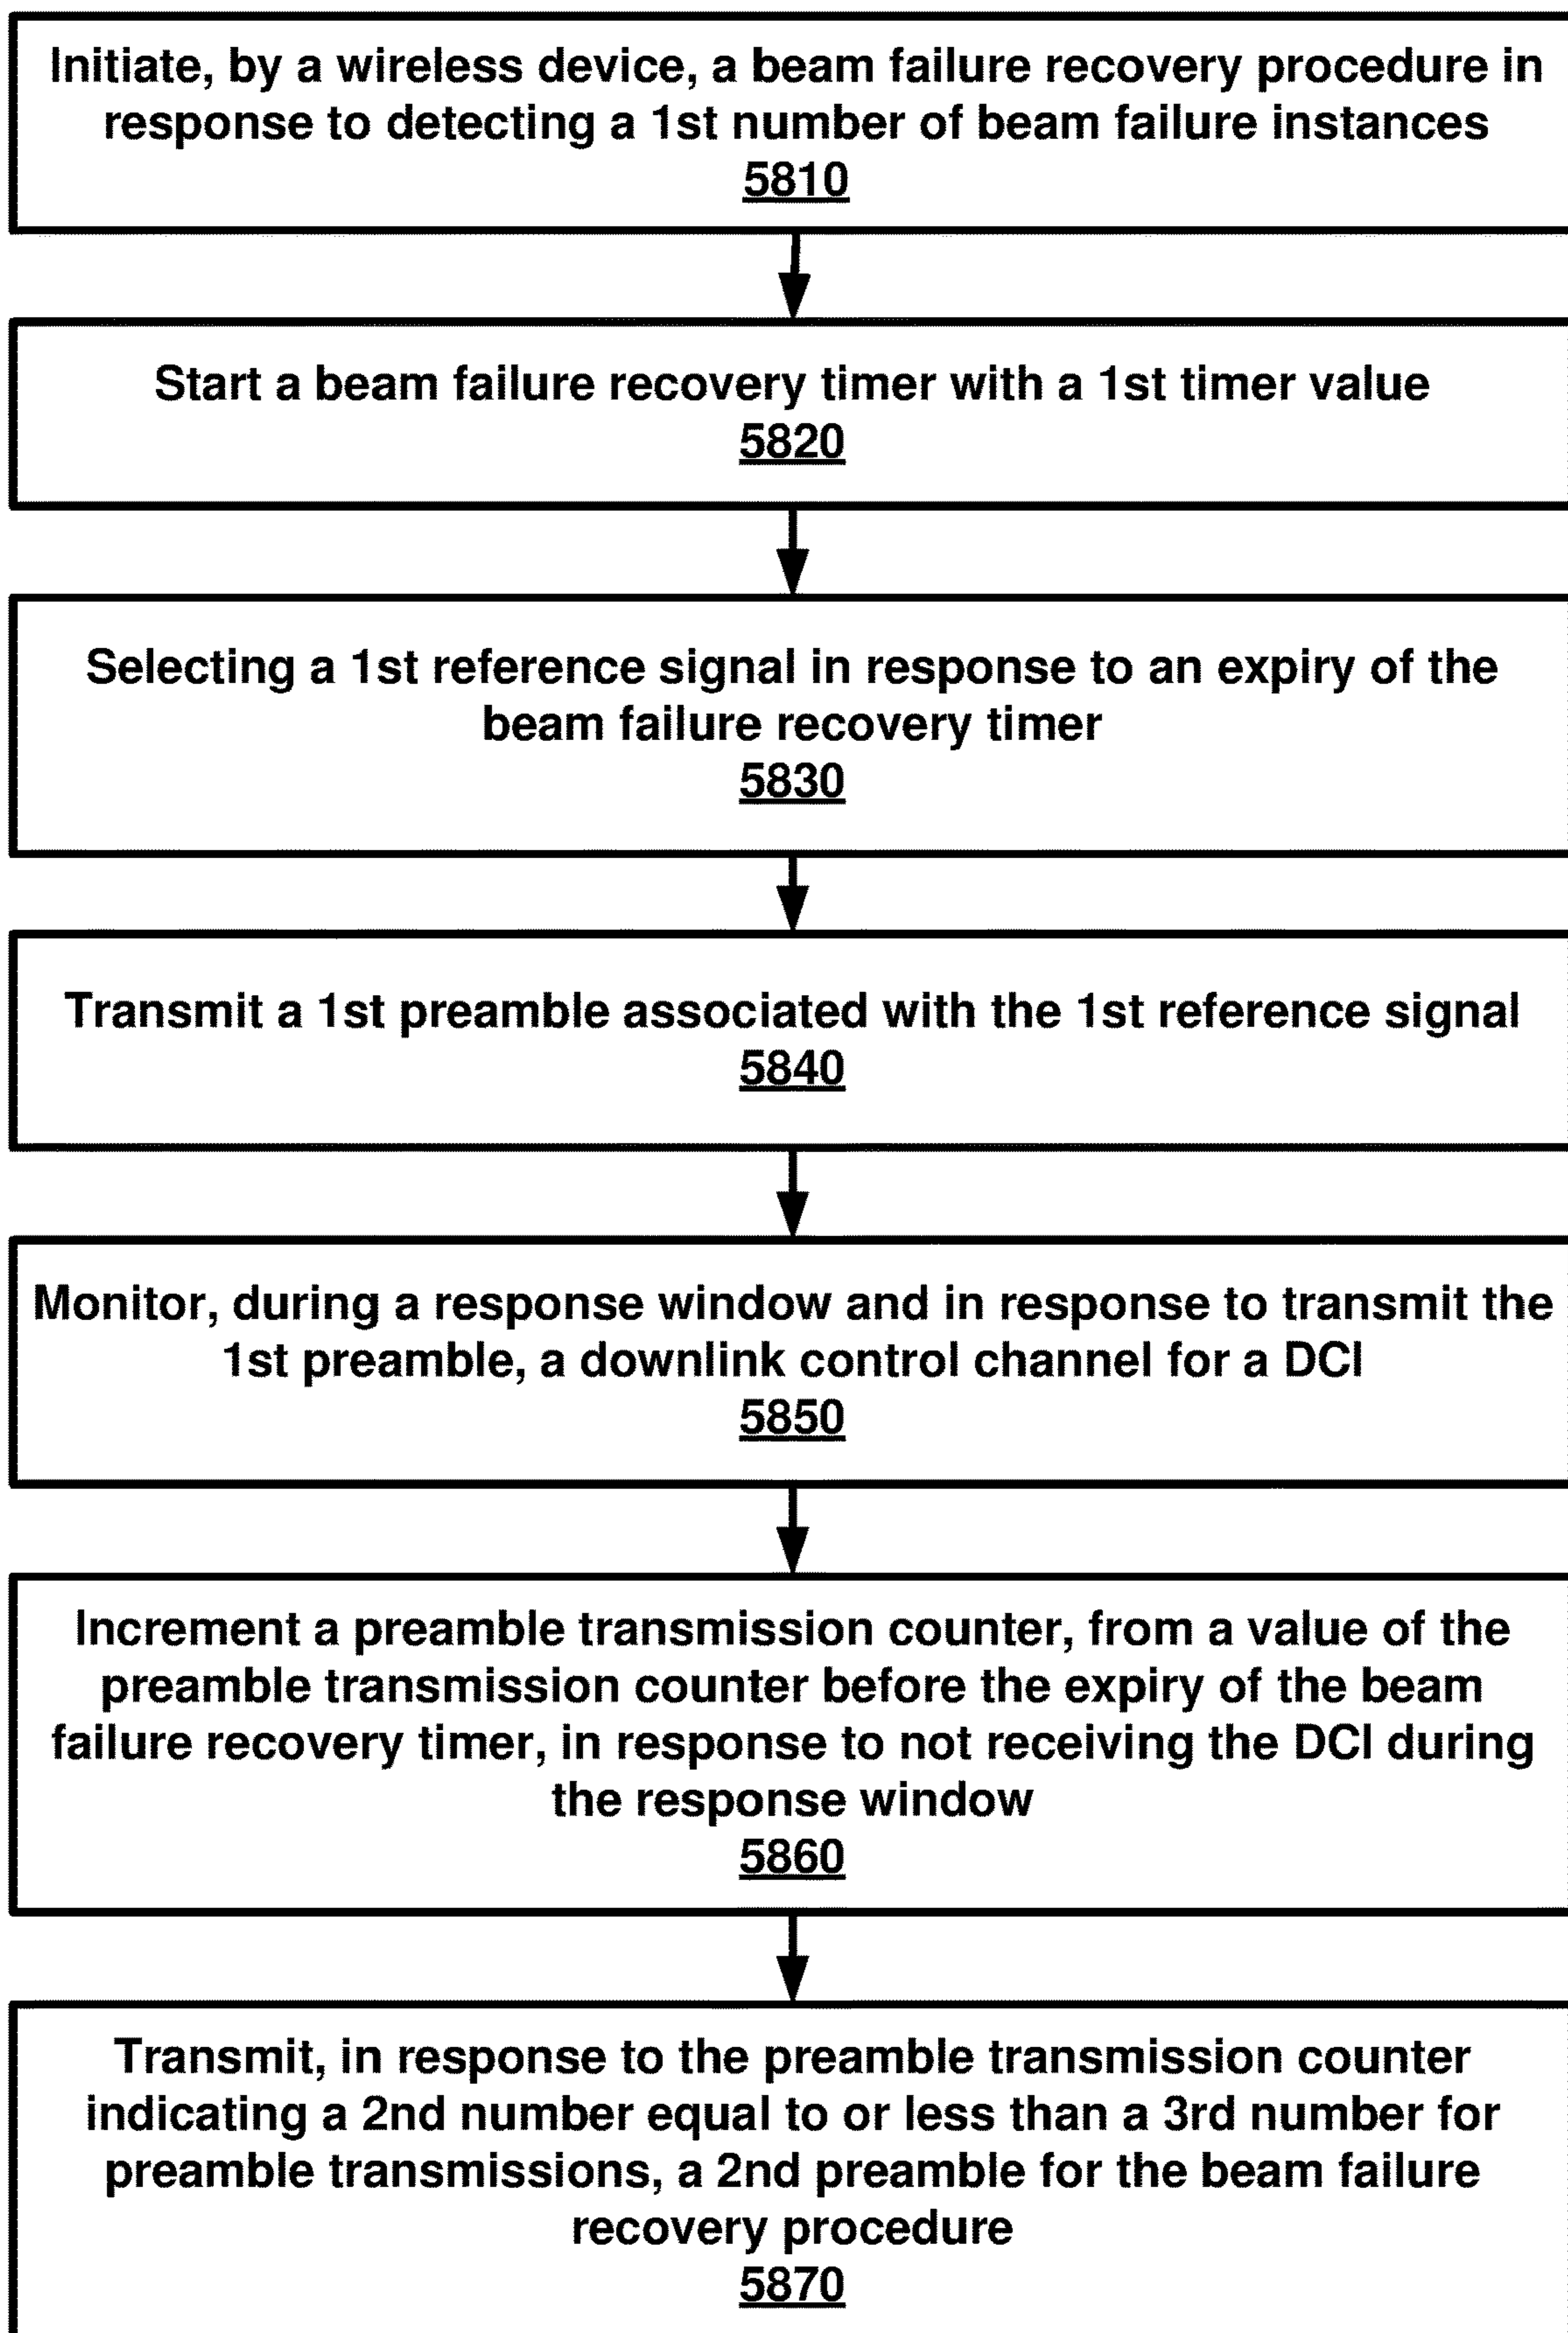 Initiate, by a wireless device, a beam failure recovery procedure in
response to detecting a 1st number of beam failure instances
5810
Start a beam failure recovery timer with a 1st timer value
5820
Selecting a 1st reference signal in response to an expiry of the
beam failure recovery timer
5830
Transmit a 1st preamble associated with the 1st reference signal
5840
Monitor, during a response window and in response to transmit the
1st preamble, a downlink control channel for a DCI
5850
Increment a preamble transmission counter, from a value of the
preamble transmission counter before the expiry of the beam
failure recovery timer, in response to not receiving the DCI during
the response window
5860
Transmit, in response to the preamble transmission counter
indicating a 2nd number equal to or less than a 3rd number for
preamble transmissions, a 2nd preamble for the beam failure
recovery procedure
5870